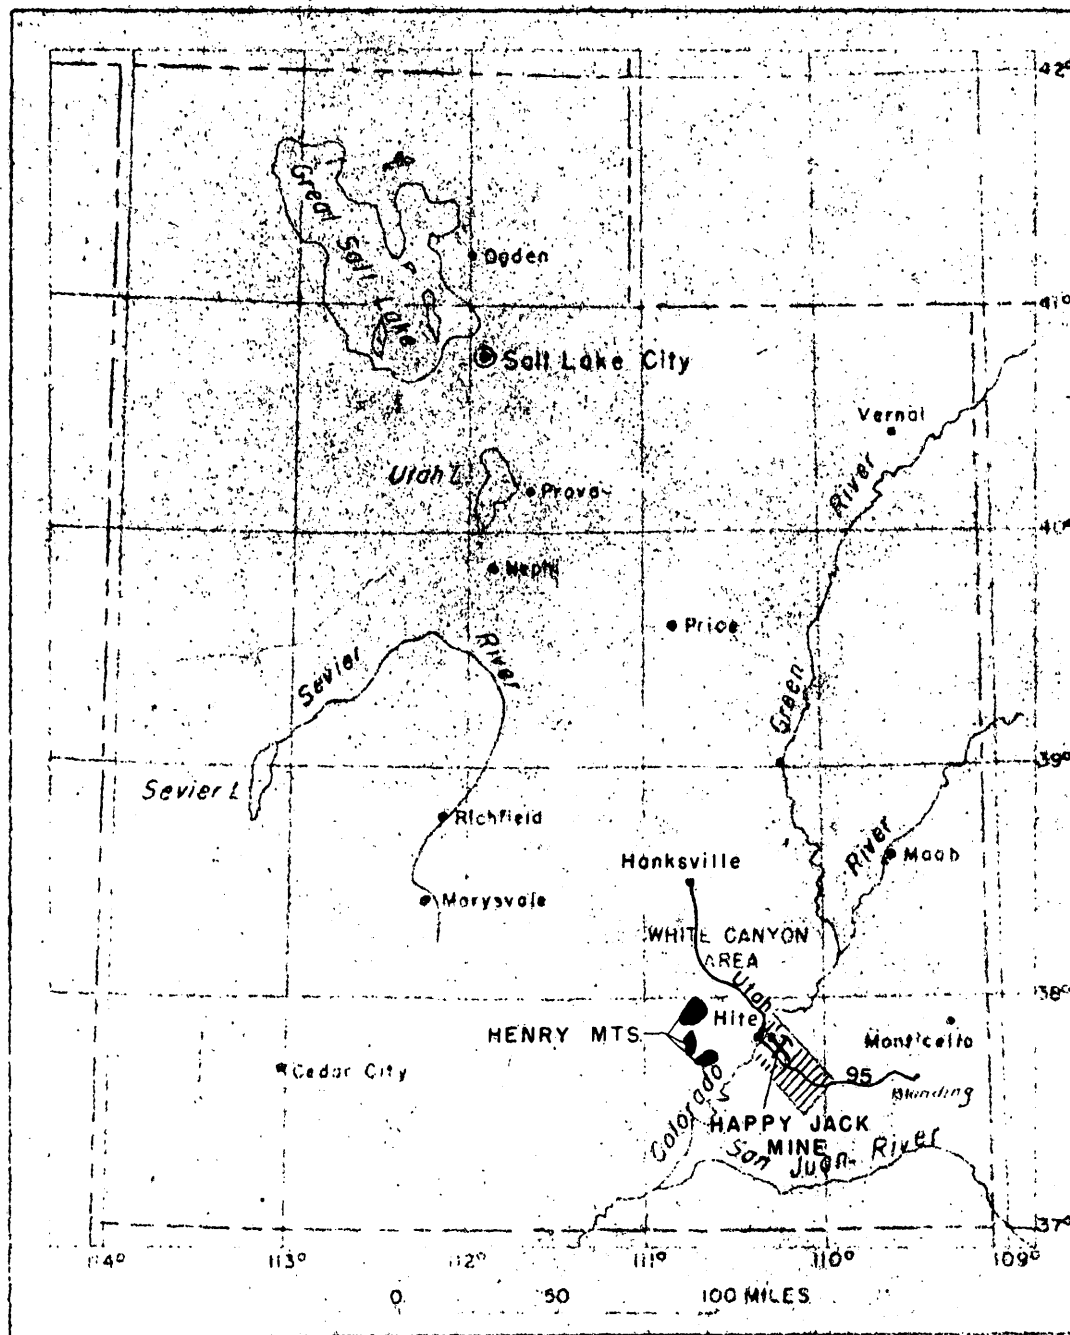 42°
Great Salt Lake
Ogden
41°
Salt Lake City
Vernal
Utah L
Provo
River
40°
Nephi
Price
Sevier
River
Green
39°
Sevier L
Richfield
River
Moab
Hanksville
Marysvale
WHITE CANYON
AREA
38°
Utah
Hite
HENRY MTS.
Monticello
Cedar City
95
Blanding
Colorado
HAPPY JACK
MINE
San Juan River
37°
114°
113°
112°
111°
110°
109°
0 50 100 MILES